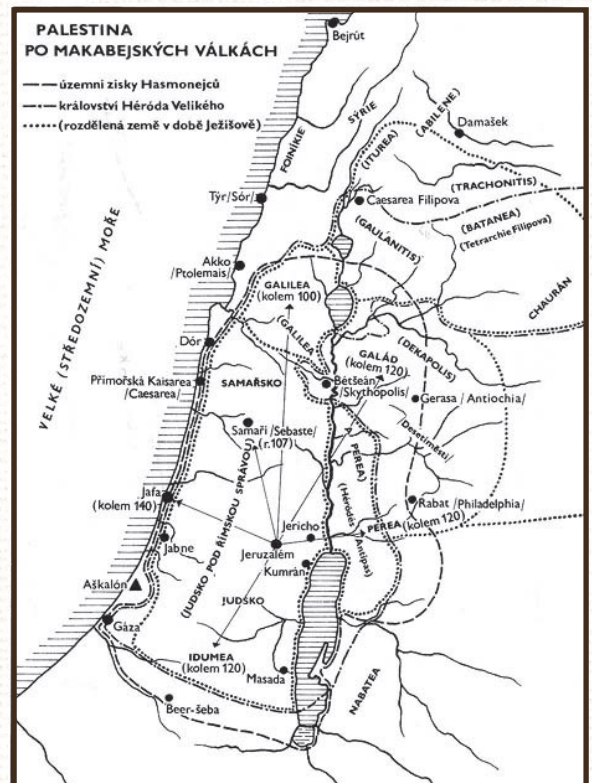 PALESTINA
PO MAKABEJSKÝCH VÁLKÁCH
územní zisky Hasmonejců
království Héróda Velikého
(rozdělená země v době Ježíšově)
Bejrút
SÝRIE
(ABILENE)
Damašek
FOINÍKIE
(ITUREA)
(TRACHONITIS)
Týr/Sór/
Caesarea Filipova
(BATANEA)
(Tetrarchie Filipova)
(GAULÁNITIS)
CHAURÁN
VELKÉ (STŘEDOZEMNÍ) MOŘE
Akko
/Ptolemais/
GALILEA
(kolem 100)
(GALILEA
(DEKAPOLIS)
Dór
GALÁD
(kolem 120)
SAMAŘSKO
Bétšeán
/Skythópolis/
Přímořská Kaisarea
/Caesarea/
Gerasa /Antiochia/
Samaří /Sebaste/
(r.107)
/Desetiměstí/
A PEREA)
(JUDSKO POD ŘÍMSKOU SPRÁVOU)
(Héródes Antipas)
Jafa
(kolem 140)
Rabat /Philadelphia/
PEREA (kolem 120)
Jericho
Jabne
Jeruzalém
Kumrán
Aškalón
JUDSKO
Gáza
IDUMEA
(kolem 120)
Masada
NABATEA
Beer-šeba